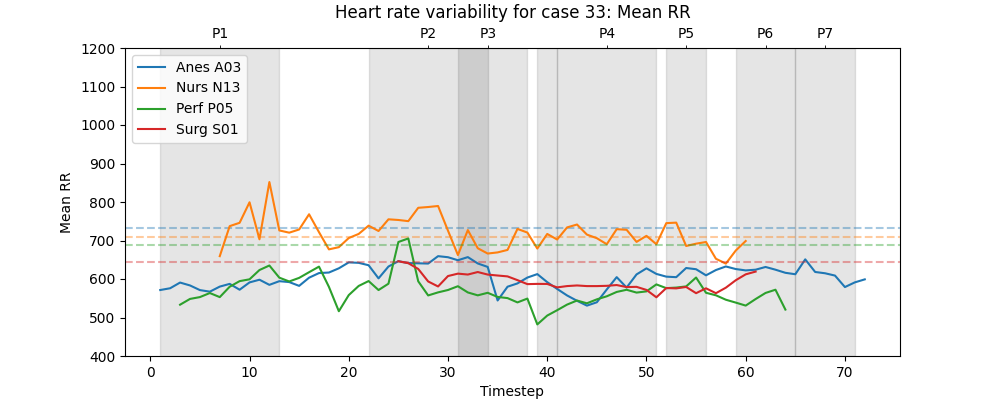 Heart rate variability for case 33: Mean RR
P1 P2 P3 P4 P5 P6 P7
1200
1100
1000
900
800
700
600
500
400
Mean RR
Anes A03
Nurs N13
Perf P05
Surg S01
0 10 20 30 40 50 60 70
Timestep